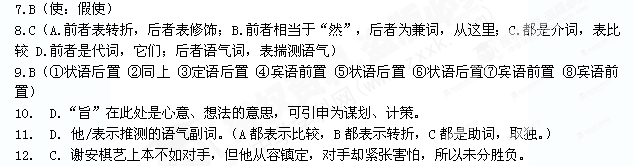 7.B（使：假使）
8.C（A.前者表转折，后者表修饰；B.前者相当于“然”，后者为兼词，从这里；C.都是介词，表比
较 D.前者是代词，它们；后者语气词，表揣测语气）
9.B（①状语后置 ②同上 ③定语后置 ④宾语前置 ⑤状语后置 ⑥状语后置⑦宾语前置 ⑧宾语前
置）
10. D.“旨”在此处是心意、想法的意思，可引申为谋划、计策。
11. D. 他/表示推测的语气副词。（A都表示比较，B都表示转折，C都是助词，取独。）
12. C. 谢安棋艺上本不如对手，但他从容镇定，对手却紧张害怕，所以未分胜负。